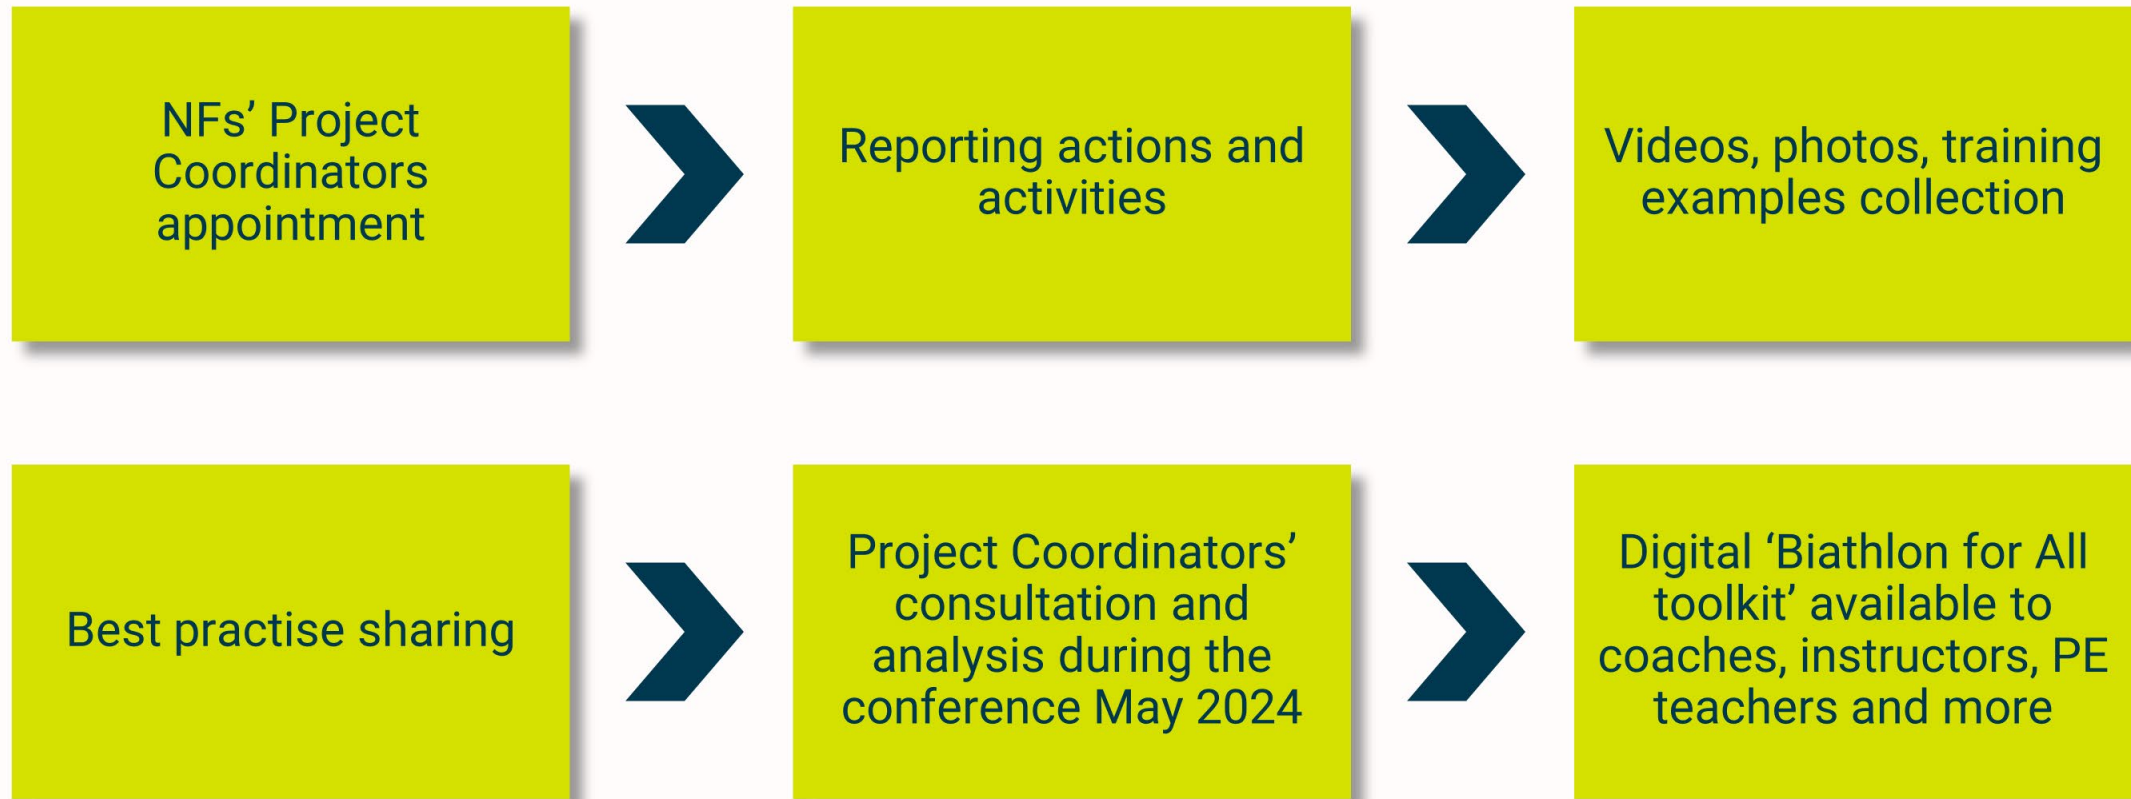 NFs’ Project
Coordinators
appointment
Reporting actions and
activities
Videos, photos, training
examples collection
Best practise sharing
Project Coordinators’
consultation and
analysis during the
conference May 2024
Digital ‘Biathlon for All
toolkit’ available to
coaches, instructors, PE
teachers and more